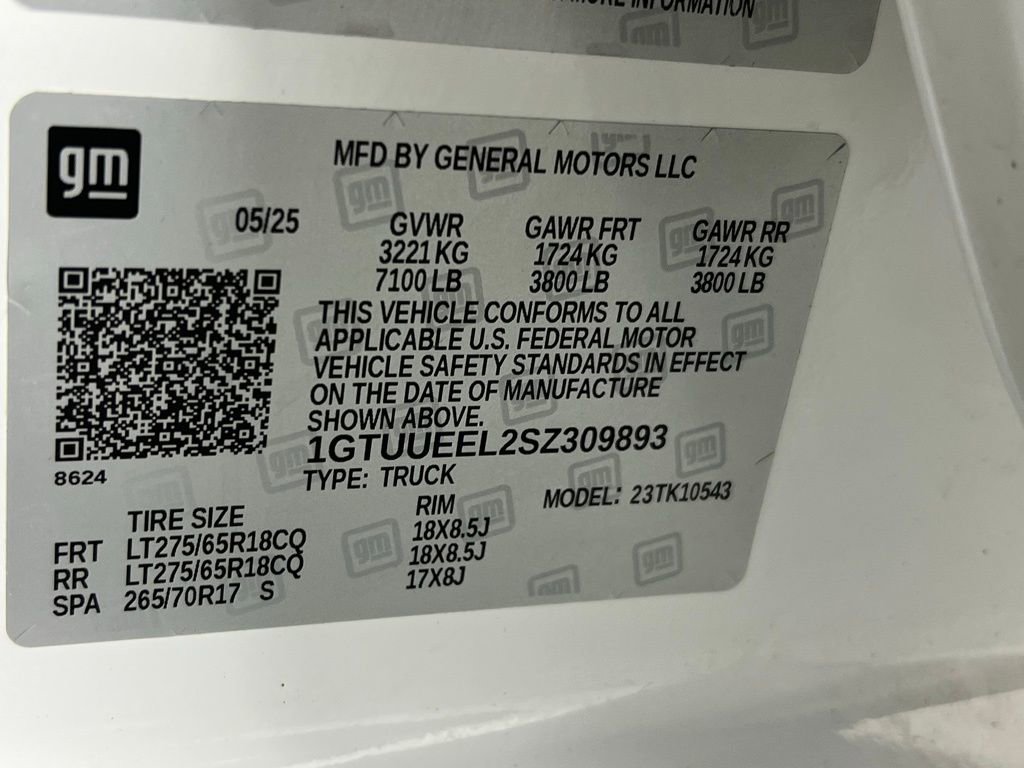 MORE INFORMATION
gm
MFD BY GENERAL MOTORS LLC
05/25
GVWR GAWR FRT GAWR RR
3221 KG 1724 KG 1724 KG
7100 LB 3800 LB 3800 LB
THIS VEHICLE CONFORMS TO ALL
APPLICABLE U.S. FEDERAL MOTOR
VEHICLE SAFETY STANDARDS IN EFFECT
ON THE DATE OF MANUFACTURE
SHOWN ABOVE.
1GTUUEEL2SZ309893
8624
TYPE: TRUCK
MODEL: 23TK10543
TIRE SIZE RIM
FRT LT275/65R18CQ 18X8.5J
RR LT275/65R18CQ 18X8.5J
SPA 265/70R17 S 17X8J